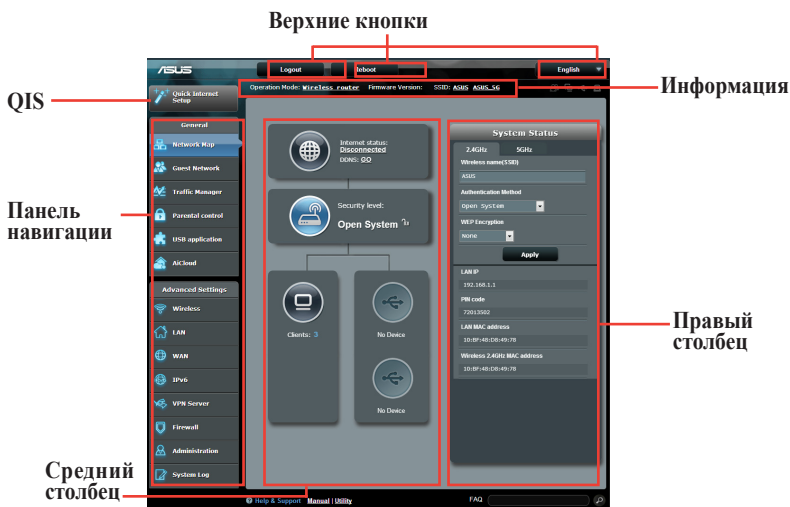 Верхние кнопки
/ISUS
Logout
Reboot
English
Operation Mode: Wireless router Firmware Version: SSID: ASUS ASUS_5G
Информация
QIS
Quick Internet
Setup
General
Network Map
Guest Network
Traffic Manager
Parental control
USB application
AiCloud
Панель
навигации
Advanced Settings
Wireless
LAN
WAN
IPv6
VPN Server
Firewall
Administration
System Log
Internet status:
Disconnected
DDNS: GO
Security level:
Open System
Clients: 3
No Device
No Device
System Status
2.4GHz 5GHz
Wireless name(SSID)
ASUS
Authentication Method
Open System
WEP Encryption
None
Apply
LAN IP
192.168.1.1
PIN code
72013502
LAN MAC address
10:BF:48:D8:49:78
Wireless 2.4GHz MAC address
10:BF:48:D8:49:78
Правый
столбец
Средний
столбец
Help & Support Manual | Utility
FAQ